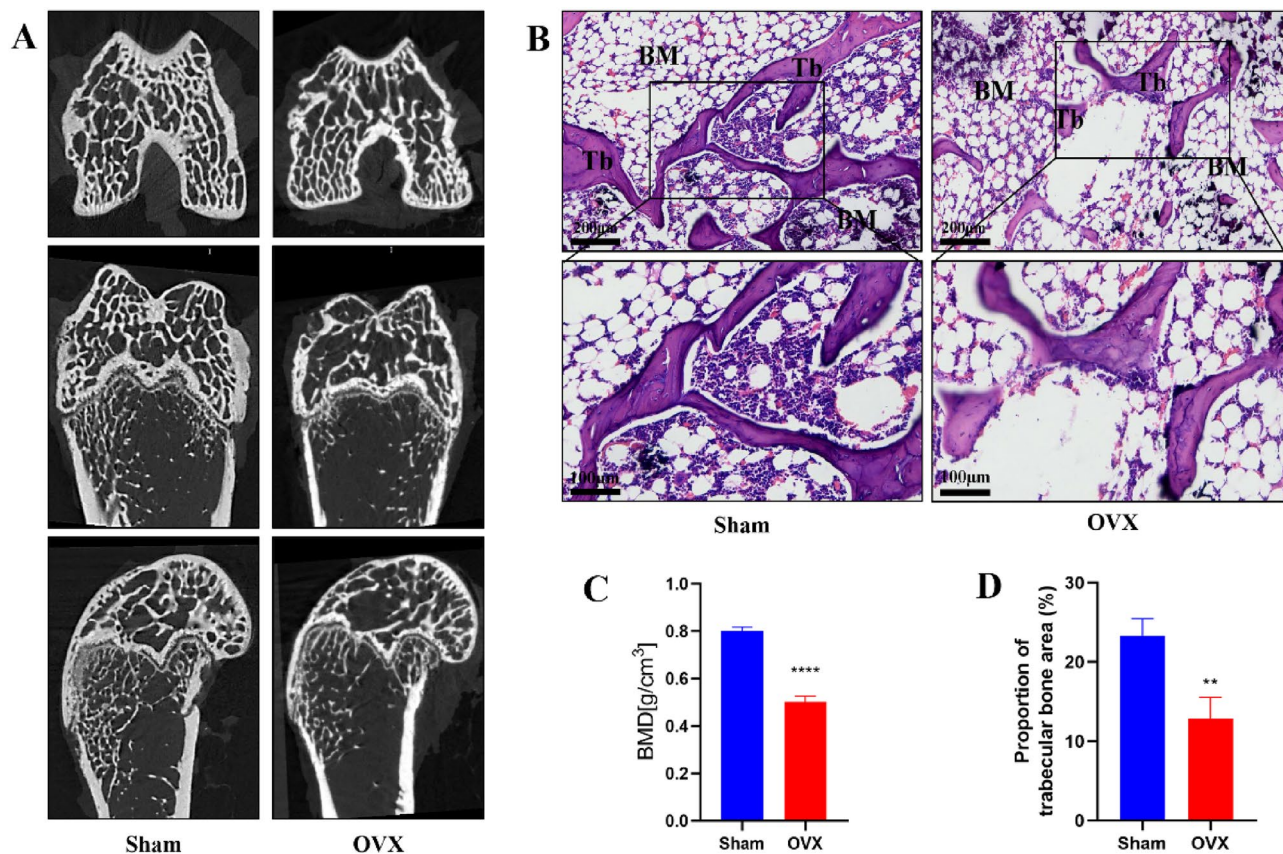 A
Sham
OVX
B
BM
Tb
Tb
BM
200μm
BM
Tb
Tb
BM
200μm
100μm
100μm
Sham
OVX
C
BMD[g/cm³]
1.0
0.8
0.6
0.4
0.2
0.0
****
Sham
OVX
D
Proportion of
trabecular bone area (%)
30
20
10
0
**
Sham
OVX